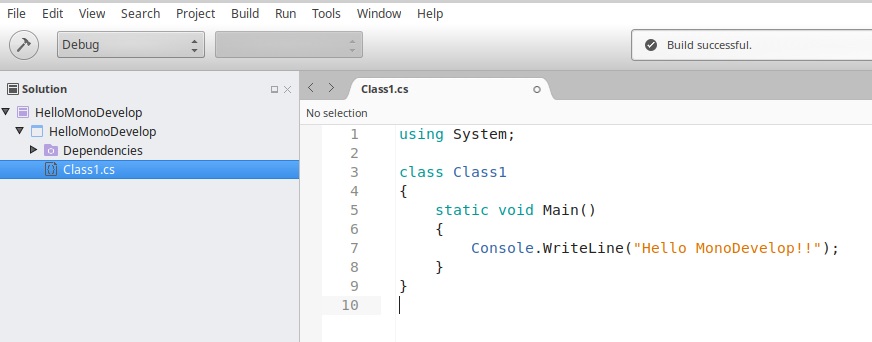 File Edit View Search Project Build Run Tools Window Help
Debug
Build successful.
Solution
Class1.cs
No selection
HelloMonoDevelop
HelloMonoDevelop
Dependencies
Class1.cs
1 using System;
2
3 class Class1
4 {
5     static void Main()
6     {
7         Console.WriteLine("Hello MonoDevelop!!");
8     }
9 }
10